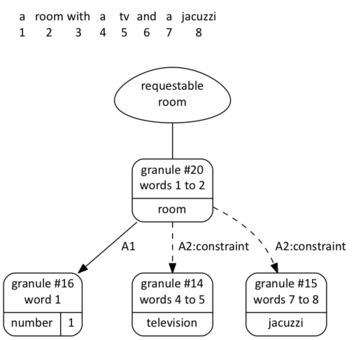 a room with a tv and a jacuzzi
1 2 3 4 5 6 7 8
requestable
room
granule #20
words 1 to 2
room
A1 A2:constraint A2:constraint
granule #16 granule #14 granule #15
word 1 words 4 to 5 words 7 to 8
number 1 television jacuzzi